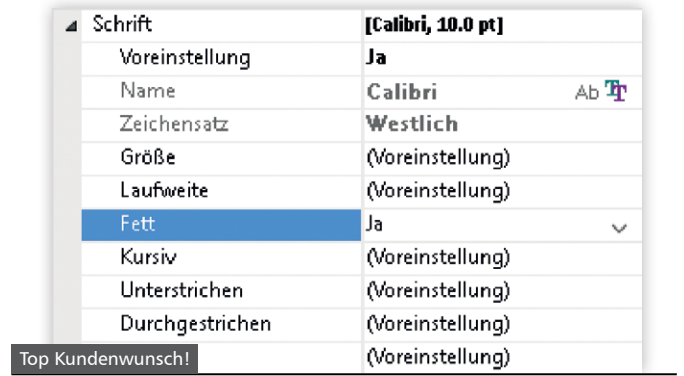 Schrift [Calibri, 10.0 pt]
Voreinstellung Ja
Name Calibri Ab TT
Zeichensatz Westlich
Größe (Voreinstellung)
Laufweite (Voreinstellung)
Fett Ja
Kursiv (Voreinstellung)
Unterstrichen (Voreinstellung)
Durchgestrichen (Voreinstellung)
Top Kundenwunsch! (Voreinstellung)